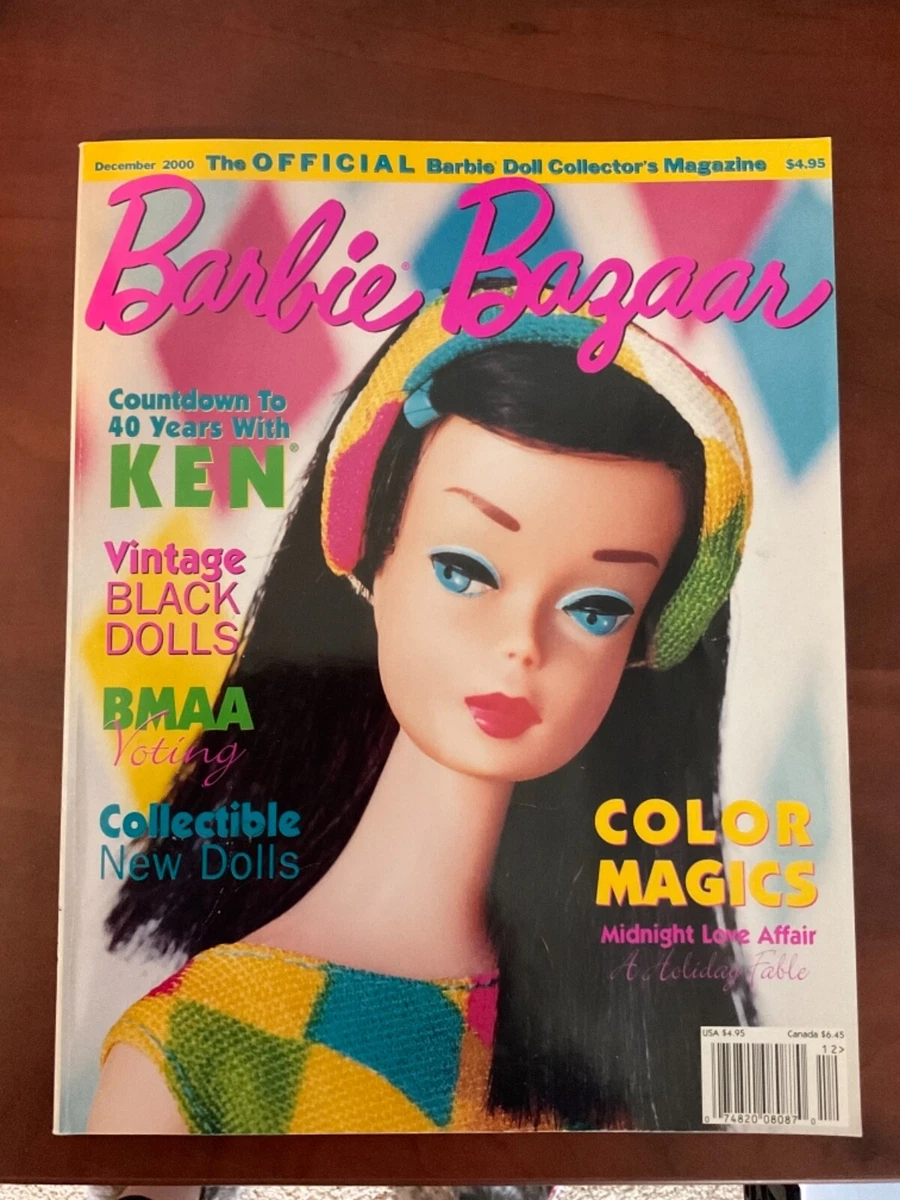 December 2000 The OFFICIAL Barbie® Doll Collector's Magazine $4.95
Barbie® Bazaar
Countdown To
40 Years With
KEN®
Vintage
BLACK
DOLLS
BMAA
Voting
Collectible
New Dolls
COLOR
MAGICS
Midnight Love Affair
A Holiday Fable
USA $4.95 Canada $6.45
12>
0 74820 08087 0